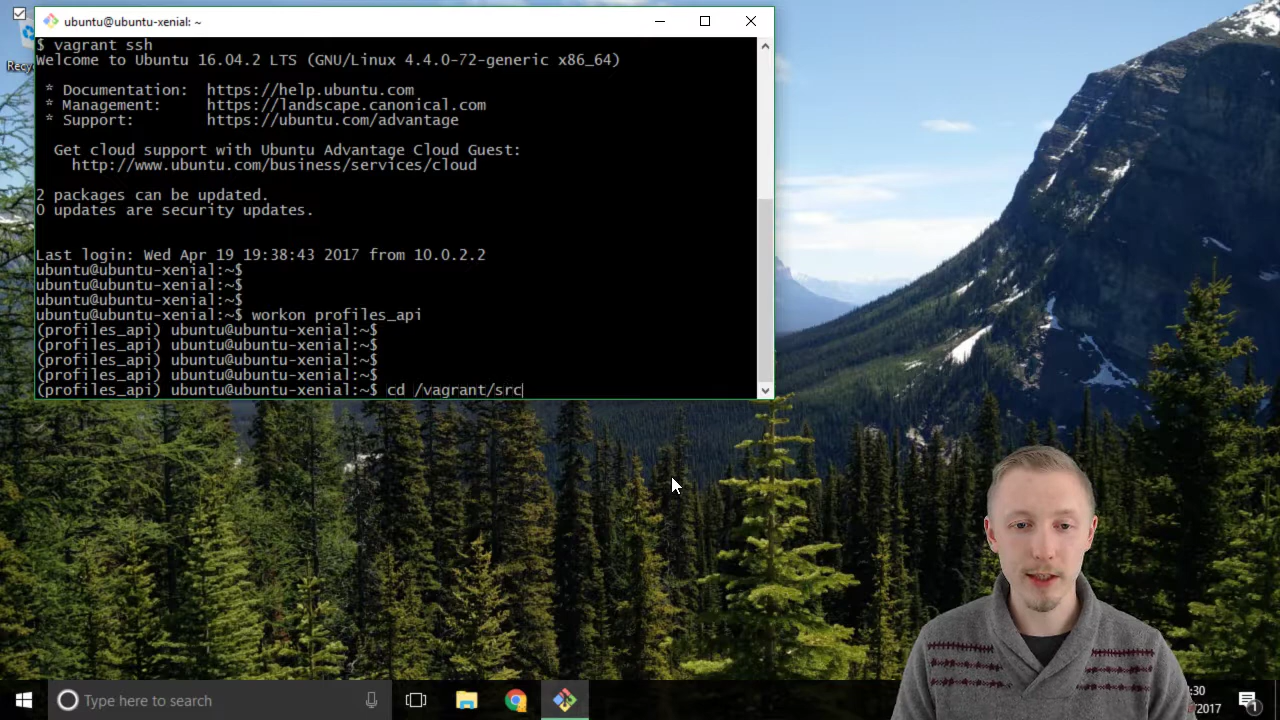 ubuntu@ubuntu-xenial: ~
$ vagrant ssh
Welcome to Ubuntu 16.04.2 LTS (GNU/Linux 4.4.0-72-generic x86_64)
* Documentation:  https://help.ubuntu.com
* Management:     https://landscape.canonical.com
* Support:        https://ubuntu.com/advantage
Get cloud support with Ubuntu Advantage Cloud Guest:
http://www.ubuntu.com/business/services/cloud
2 packages can be updated.
0 updates are security updates.
Last login: Wed Apr 19 19:38:43 2017 from 10.0.2.2
ubuntu@ubuntu-xenial:~$
ubuntu@ubuntu-xenial:~$
ubuntu@ubuntu-xenial:~$
ubuntu@ubuntu-xenial:~$ workon profiles_api
(profiles_api) ubuntu@ubuntu-xenial:~$
(profiles_api) ubuntu@ubuntu-xenial:~$
(profiles_api) ubuntu@ubuntu-xenial:~$
(profiles_api) ubuntu@ubuntu-xenial:~$
(profiles_api) ubuntu@ubuntu-xenial:~$ cd /vagrant/src
Type here to search
:30
2017
1